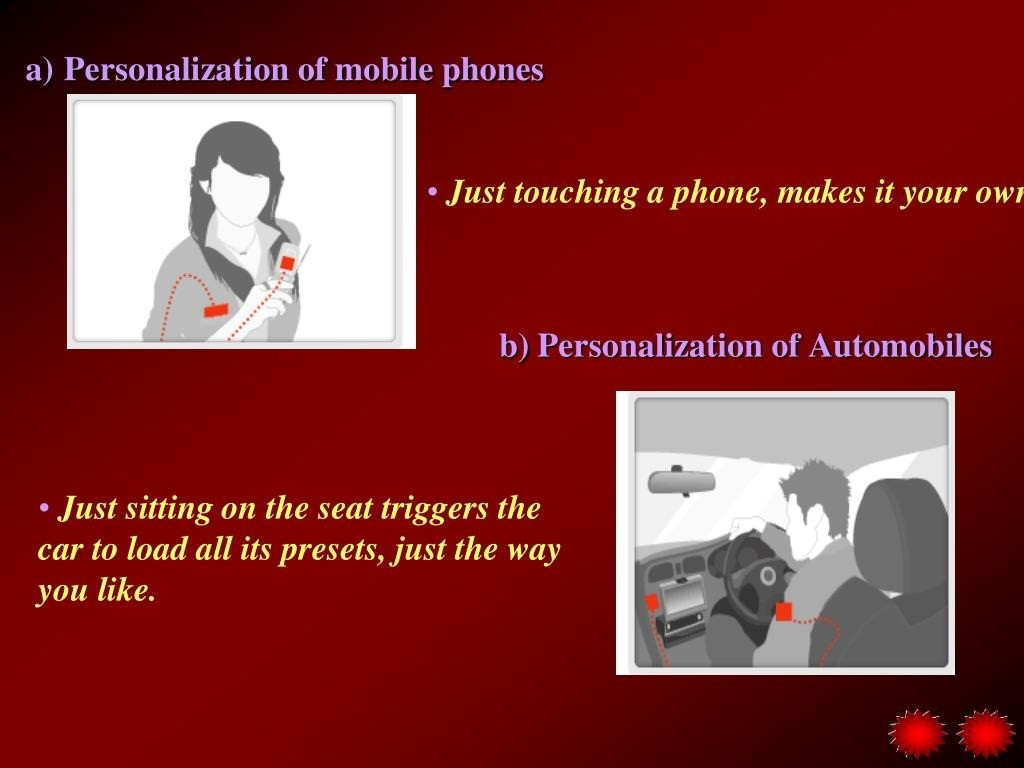 a) Personalization of mobile phones
• Just touching a phone, makes it your own
b) Personalization of Automobiles
• Just sitting on the seat triggers the
car to load all its presets, just the way
you like.